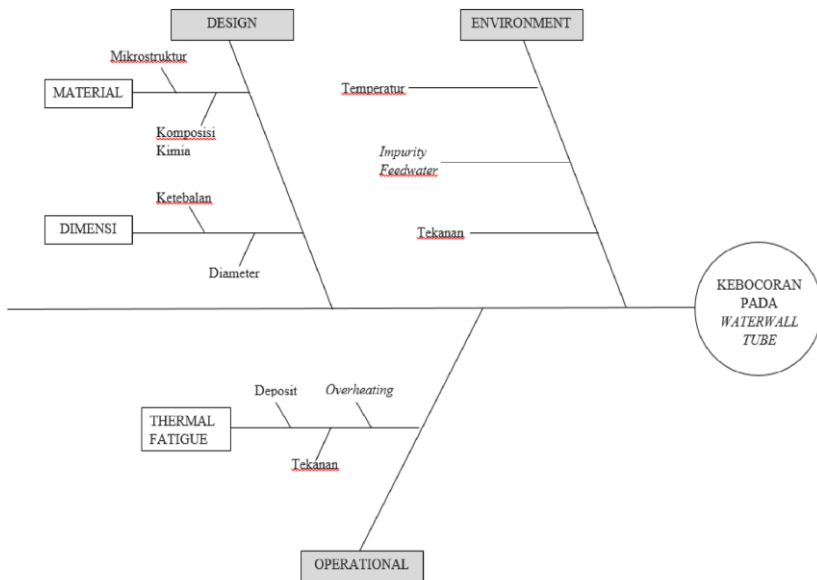 DESIGN
ENVIRONMENT
Mikrostruktur
MATERIAL
Komposisi
Kimia
Temperatur
Impurity
Feedwater
Ketebalan
DIMENSI
Diameter
Tekanan
KEBOCORAN
PADA
WATERWALL
TUBE
Deposit
Overheating
THERMAL
FATIGUE
Tekanan
OPERATIONAL